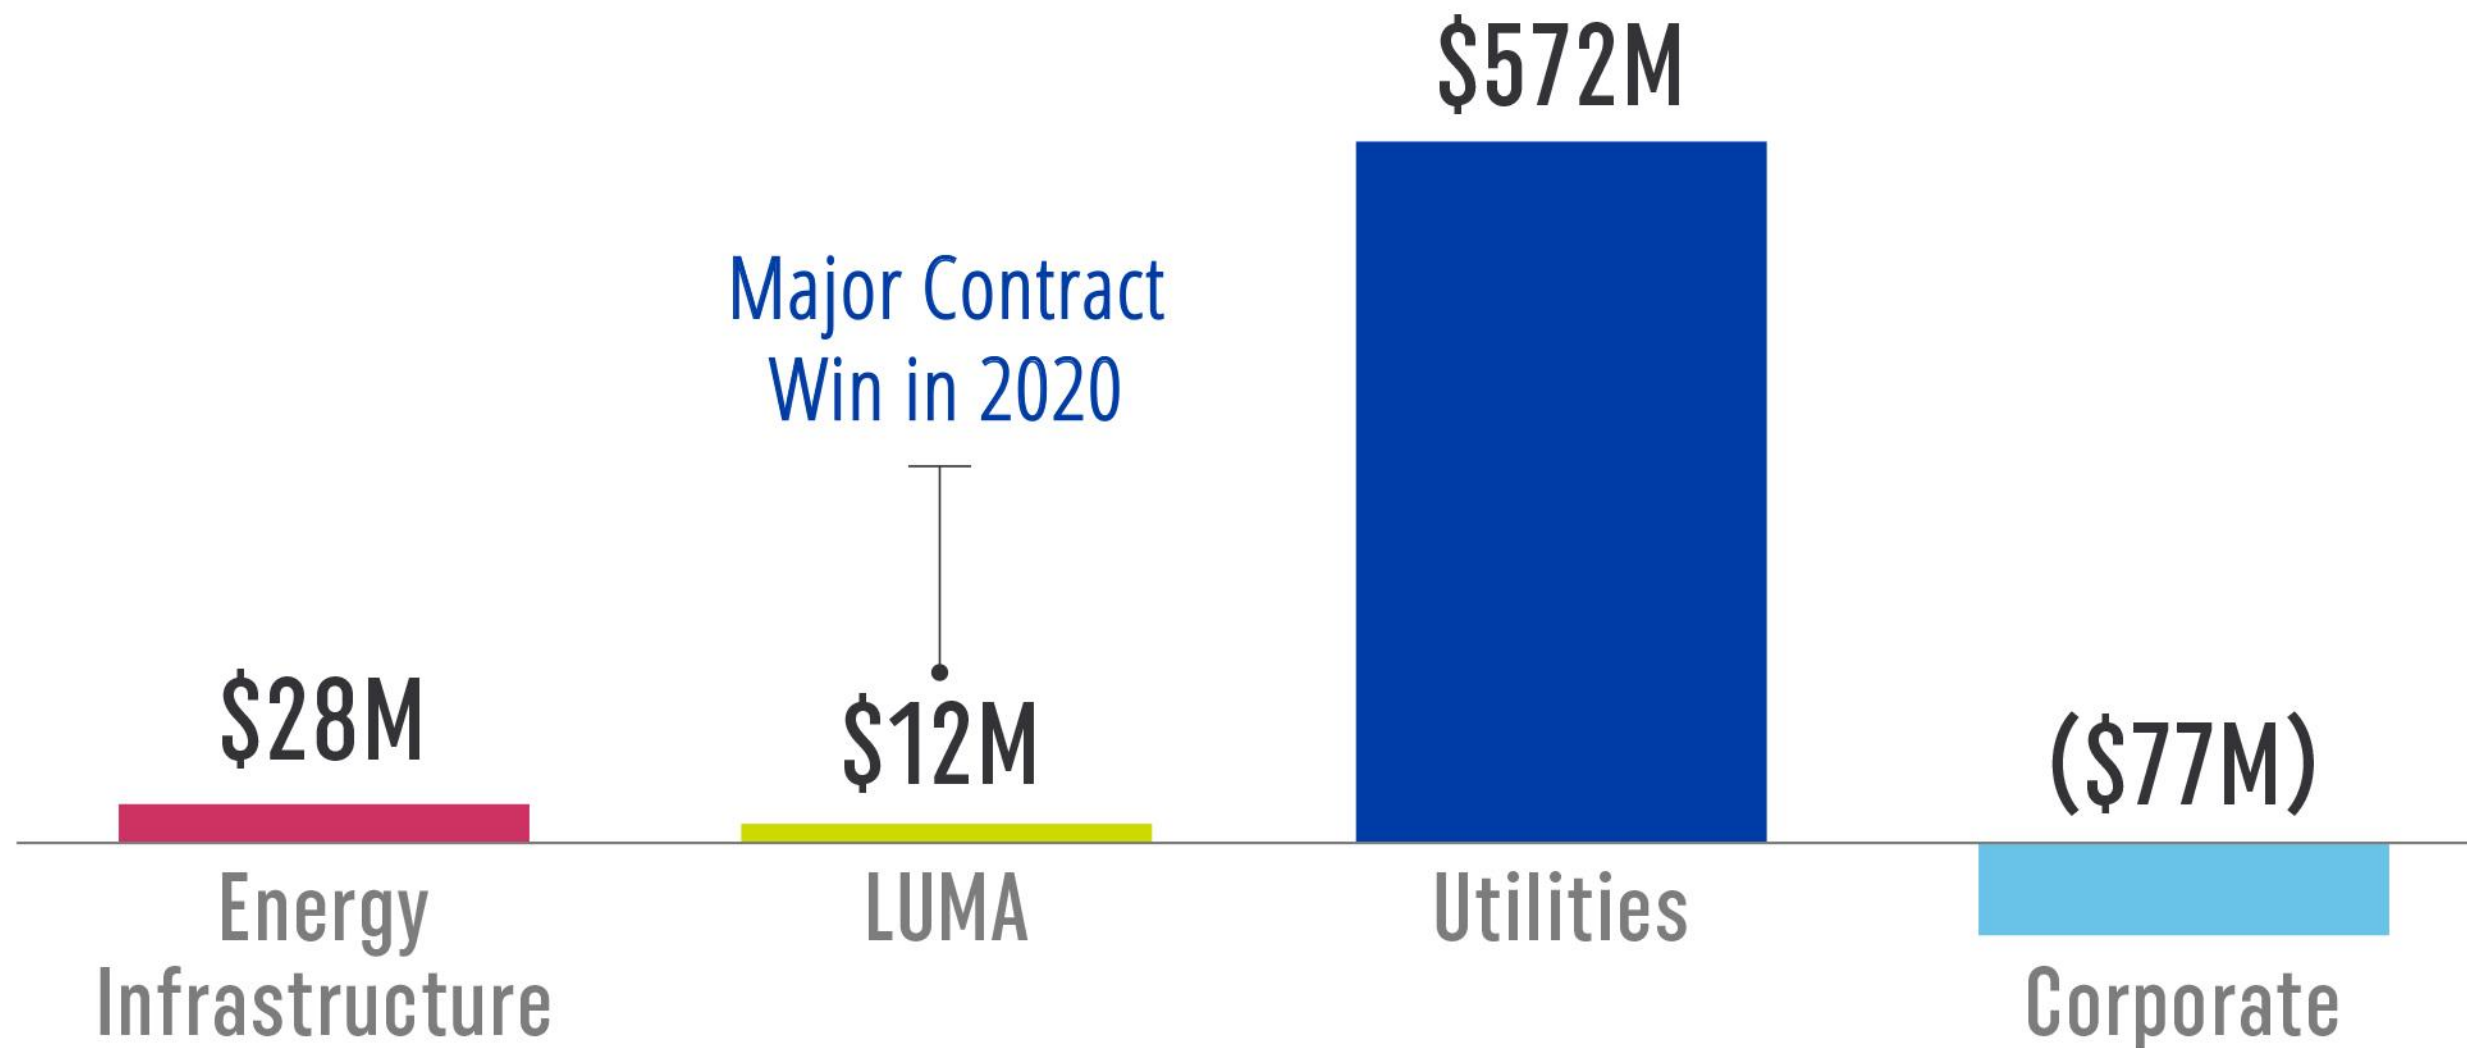 $572M
Major Contract
Win in 2020
$28M
$12M
($77M)
Energy
Infrastructure
LUMA
Utilities
Corporate